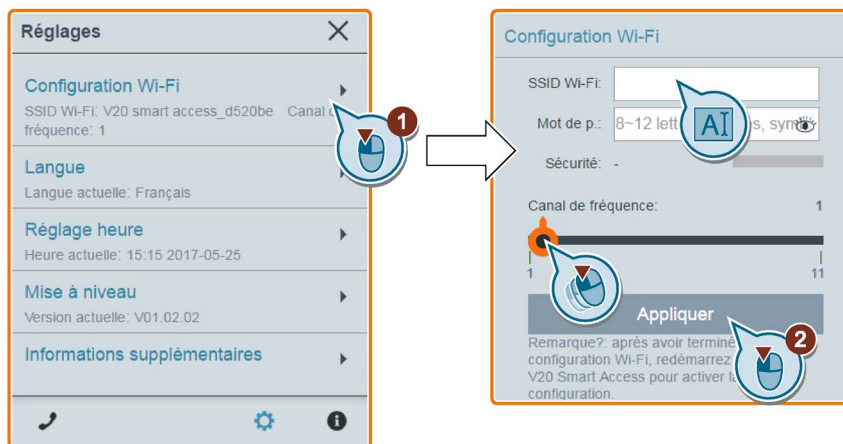 Réglages
Configuration Wi-Fi
SSID Wi-Fi: V20 smart access_d520be Canal
fréquence: 1
1
Langue
Langue actuelle: Français
Réglage heure
Heure actuelle: 15:15 2017-05-25
Mise à niveau
Version actuelle: V01.02.02
Informations supplémentaires
Configuration Wi-Fi
SSID Wi-Fi:
Mot de p.: 8~12 lett
AI
Sécurité: -
Canal de fréquence: 1
1 11
Appliquer
2
Remarque?: après avoir terminé
configuration Wi-Fi, redémarrez
V20 Smart Access pour activer
configuration.